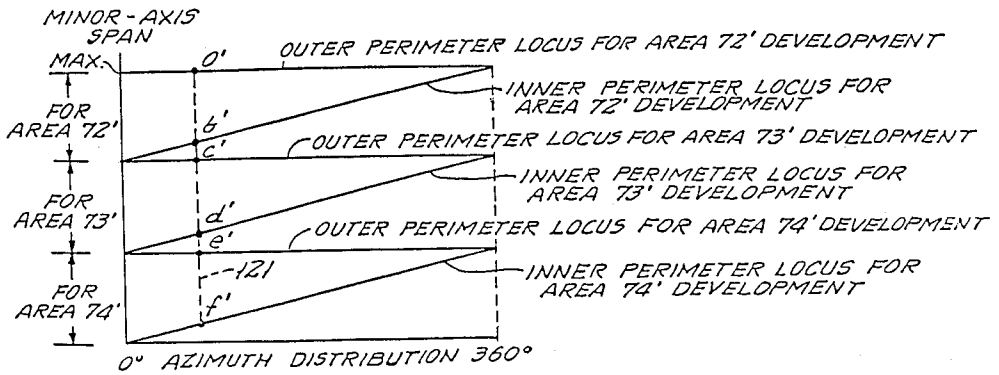 MINOR-AXIS
SPAN
MAX.
O'
OUTER PERIMETER LOCUS FOR AREA 72' DEVELOPMENT
INNER PERIMETER LOCUS FOR
AREA 72' DEVELOPMENT
FOR
AREA 72'
b'
c'
OUTER PERIMETER LOCUS FOR AREA 73' DEVELOPMENT
INNER PERIMETER LOCUS FOR
AREA 73' DEVELOPMENT
FOR
AREA 73'
d'
e'
OUTER PERIMETER LOCUS FOR AREA 74' DEVELOPMENT
121
INNER PERIMETER LOCUS FOR
AREA 74' DEVELOPMENT
FOR
AREA 74'
f'
0° AZIMUTH DISTRIBUTION 360°